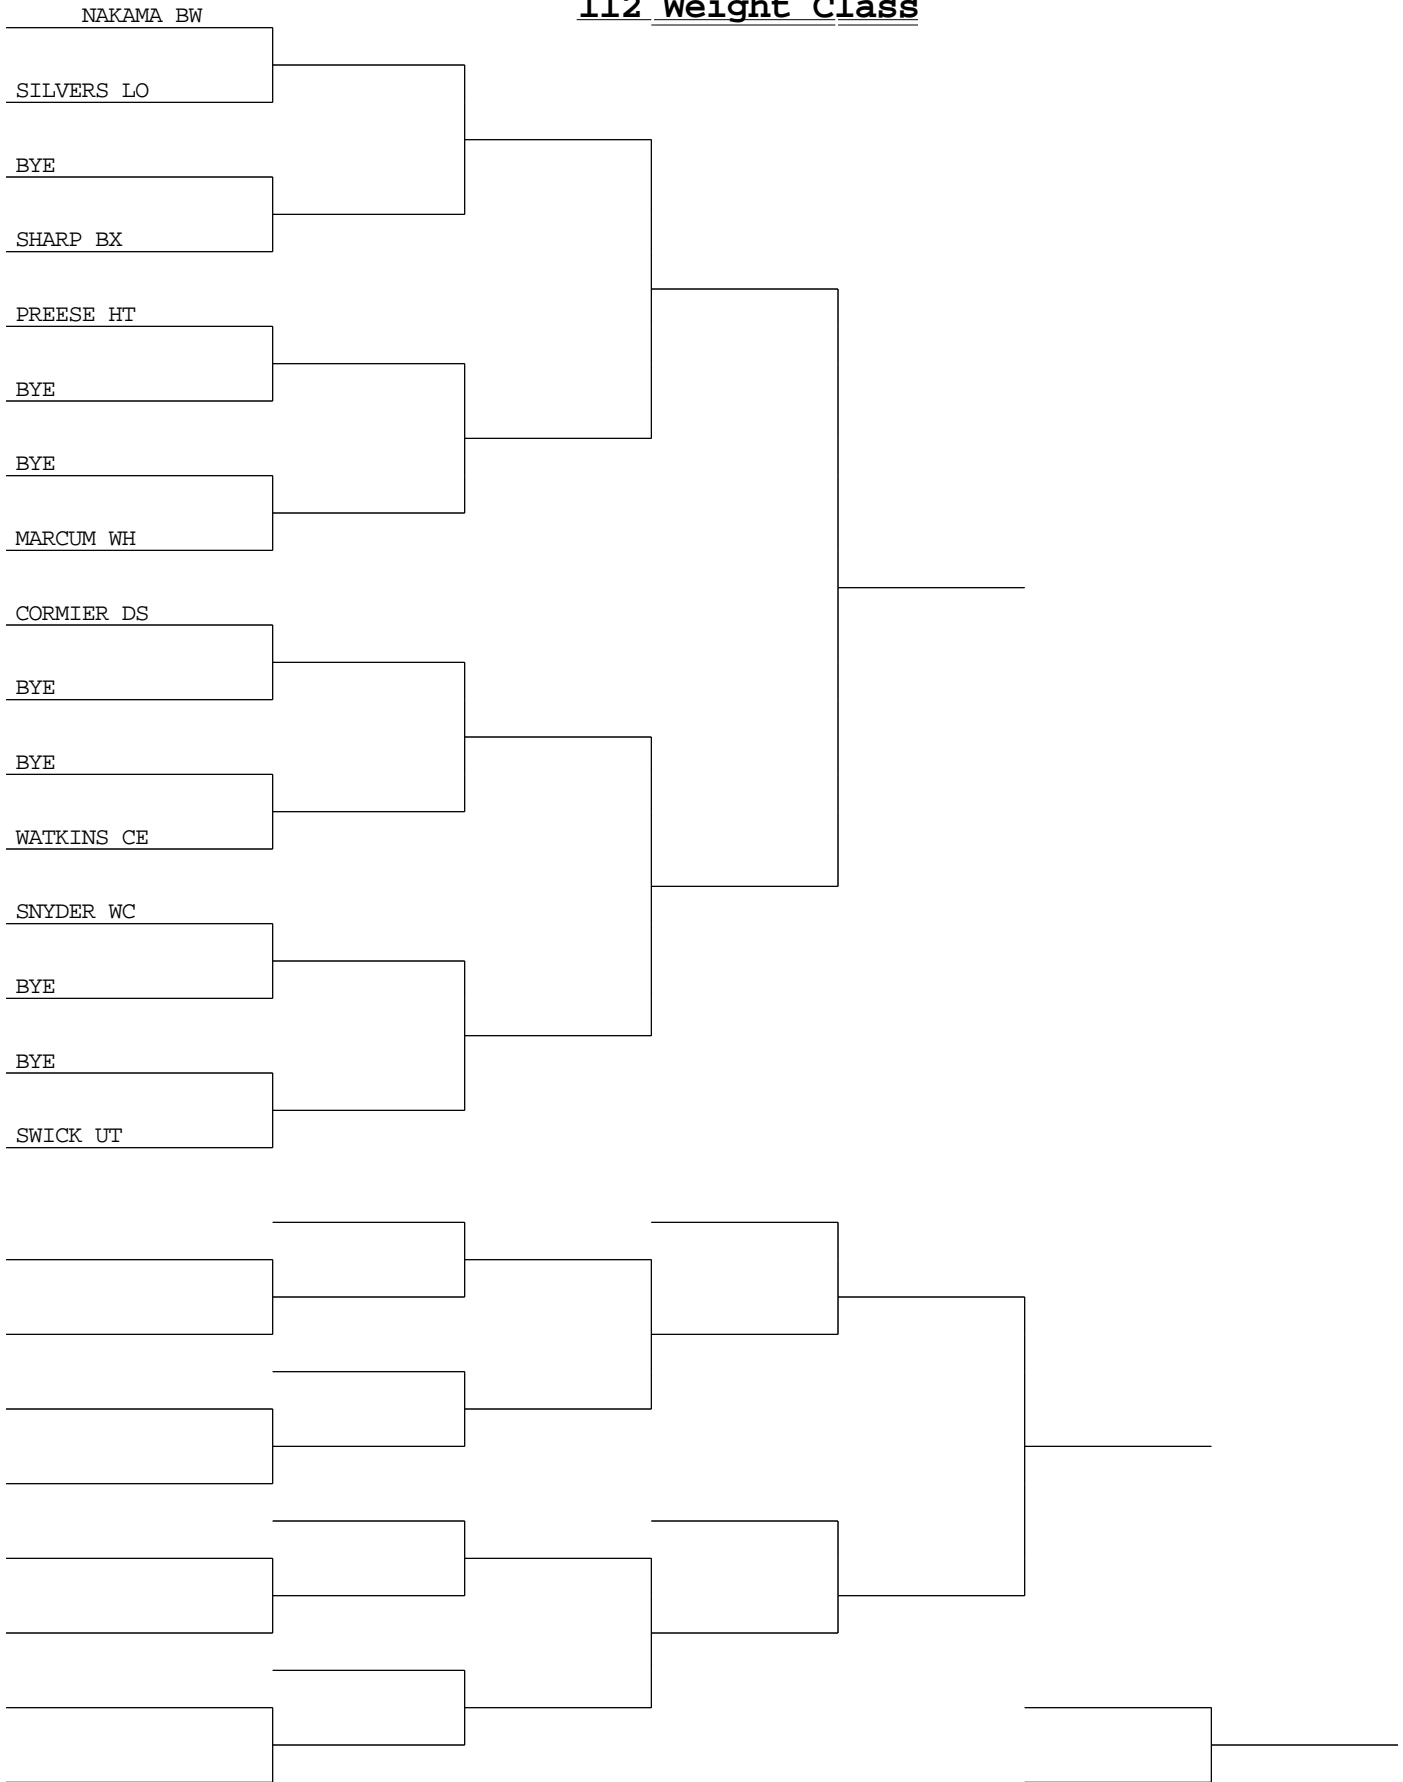 112 Weight Class
NAKAMA BW
SILVERS LO
BYE
SHARP BX
PREESE HT
BYE
BYE
MARCUM WH
CORMIER DS
BYE
BYE
WATKINS CE
SNYDER WC
BYE
BYE
SWICK UT